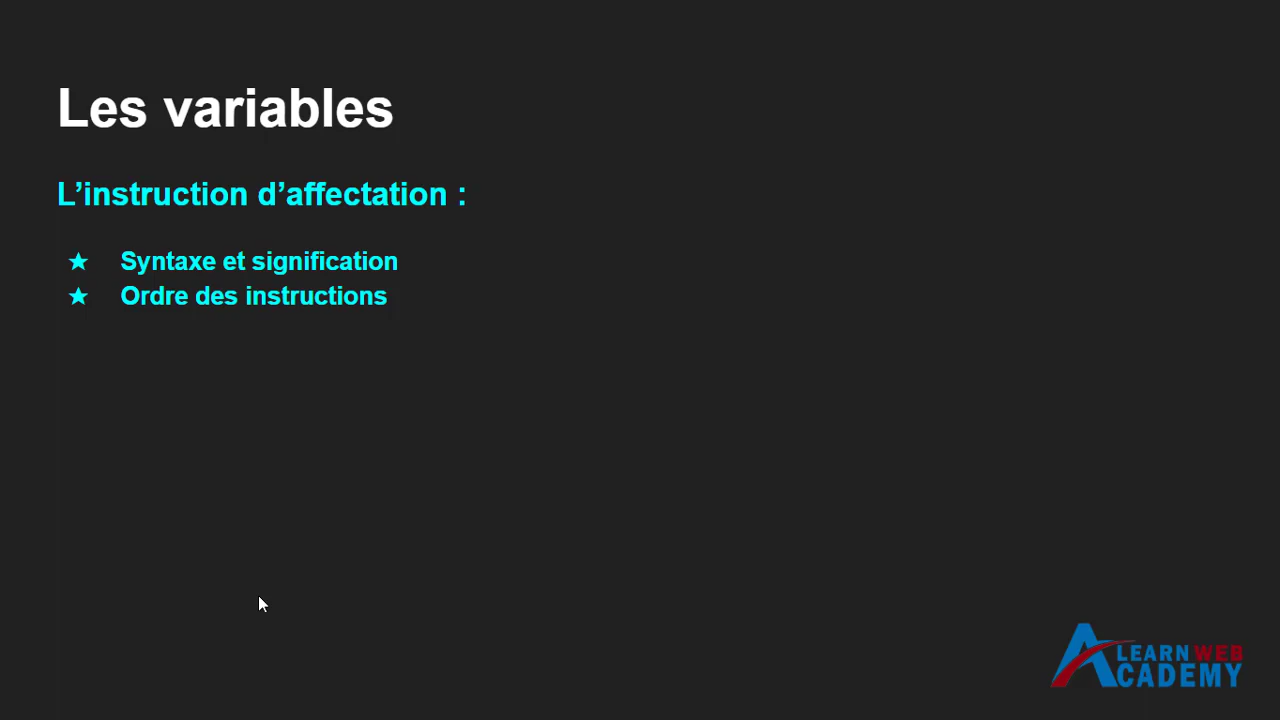 Les variables
L’instruction d’affectation :
★ Syntaxe et signification
★ Ordre des instructions
LEARN WEB
ACADEMY